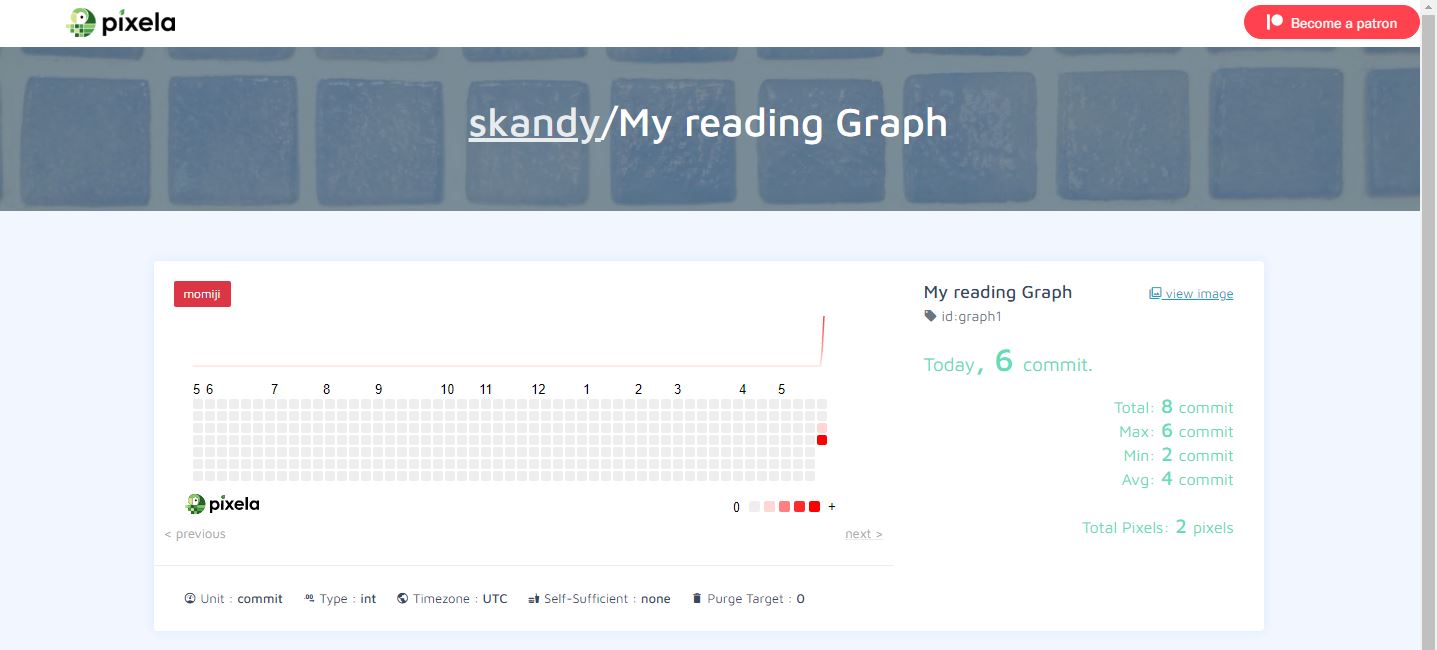 pixela
Become a patron
skandy/My reading Graph
momiji
My reading Graph
view image
id:graph1
Today, 6 commit.
5 6 7 8 9 10 11 12 1 2 3 4 5
Total: 8 commit
Max: 6 commit
Min: 2 commit
Avg: 4 commit
pixela
0 +
Total Pixels: 2 pixels
< previous
next >
Unit : commit
.00 Type : int
Timezone : UTC
Self-Sufficient : none
Purge Target : 0